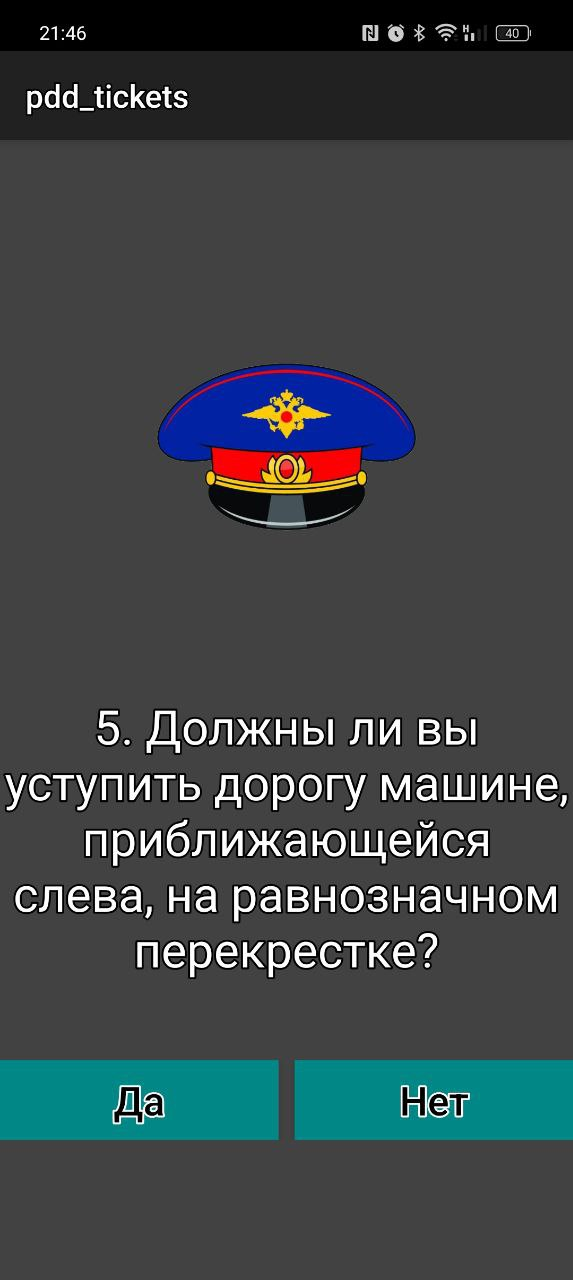 21:46
40
pdd_tickets
5. Должны ли вы
уступить дорогу машине,
приближающейся
слева, на равнозначном
перекрестке?
Да
Нет